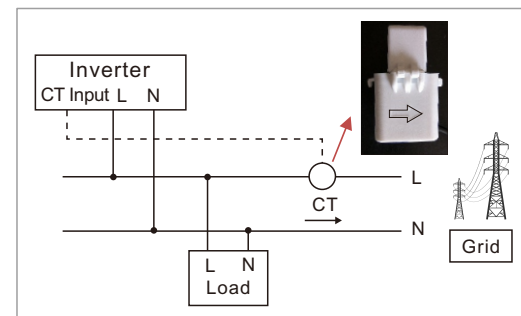 Inverter
CT Input L N
L
CT
N
Grid
L N
Load